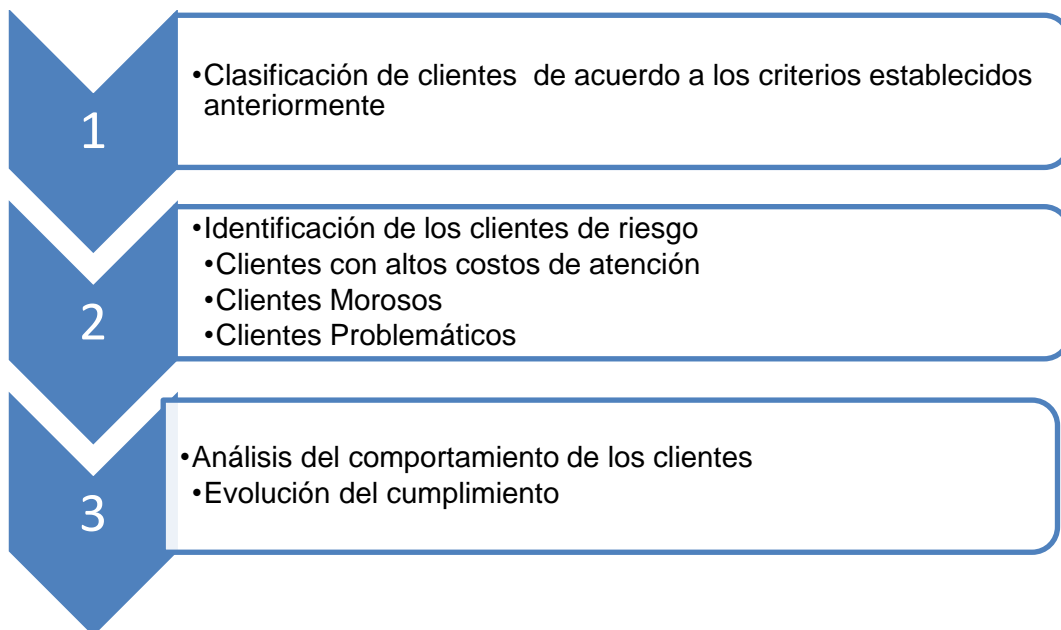 1
•Clasificación de clientes  de acuerdo a los criterios establecidos
anteriormente
2
•Identificación de los clientes de riesgo
•Clientes con altos costos de atención
•Clientes Morosos
•Clientes Problemáticos
3
•Análisis del comportamiento de los clientes
•Evolución del cumplimiento